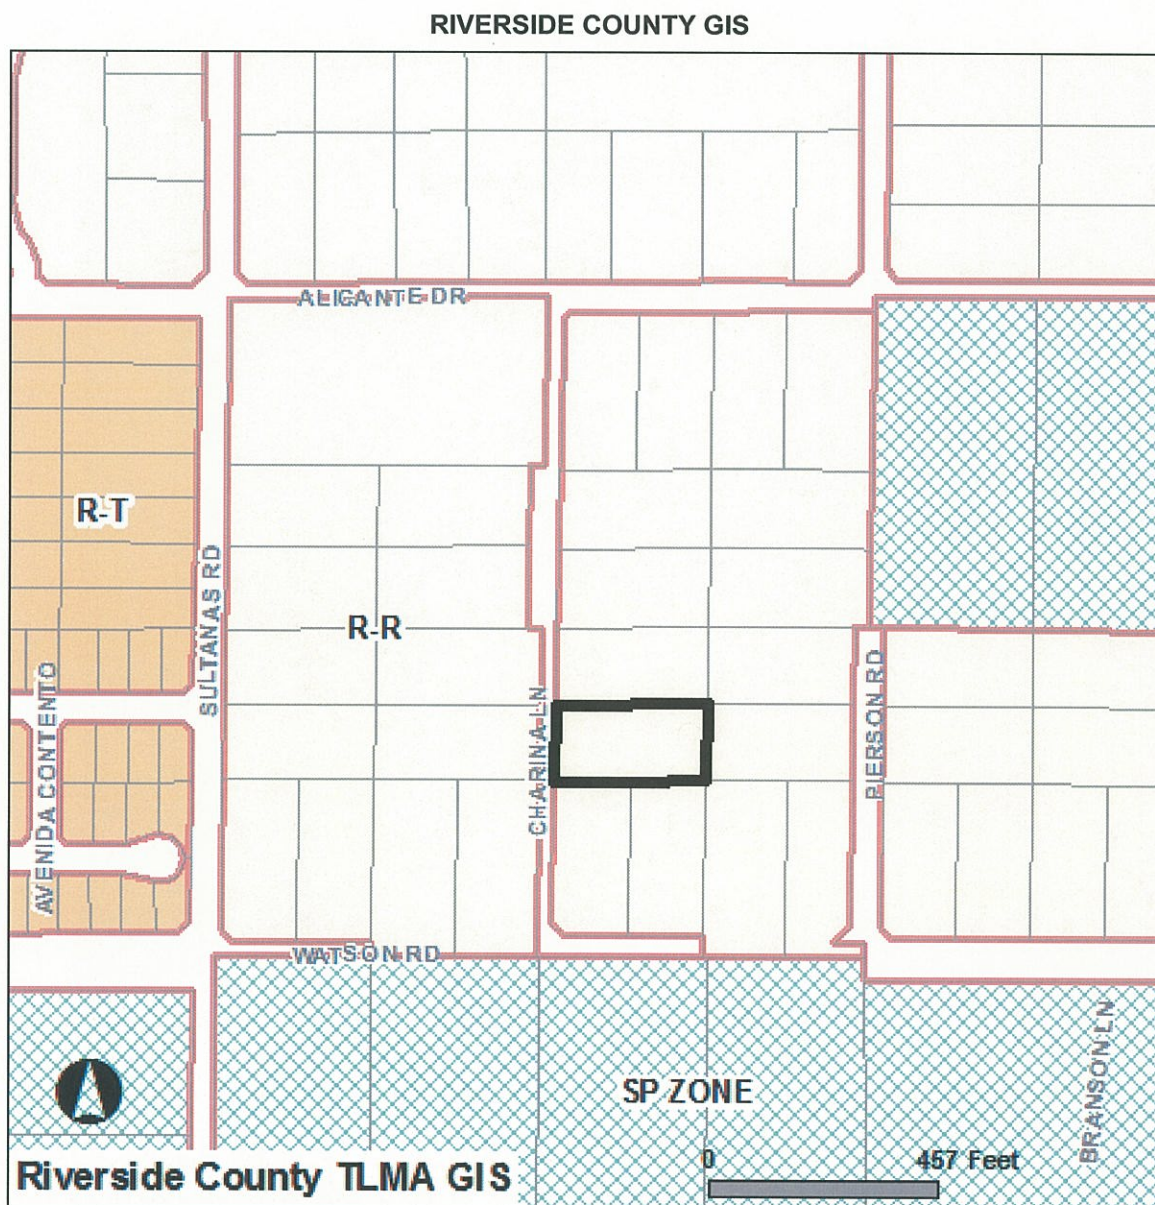 RIVERSIDE COUNTY GIS
ALICANTE DR
R-T
SULTANAS RD
R-R
AVENIDA CONTENTO
CHARINA LN
PIERSON RD
WATSON RD
SP ZONE
BRANSON LN
0
457 Feet
Riverside County TLMA GIS